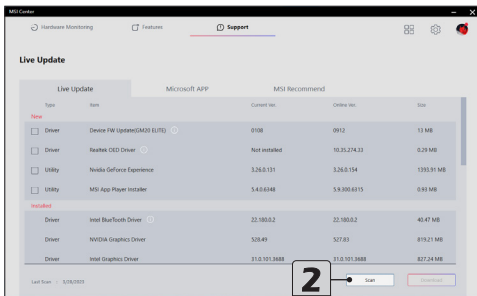 MSI Center
Hardware Monitoring Features Support
Live Update
Live Update Microsoft APP MSI Recommend
Type Item Current Ver. Online Ver. Size
New
Driver Device FW Update(GM20 ELITE) 0108 0912 13 MB
Driver Realtek OED Driver Not installed 10.35.274.33 0.29 MB
Utility Nvidia GeForce Experience 3.26.0.131 3.26.0.154 1393.91 MB
Utility MSI App Player Installer 5.4.0.6348 5.9.300.6315 0.93 MB
Installed
Driver Intel BlueTooth Driver 22.180.0.2 22.180.0.2 40.47 MB
Driver NVIDIA Graphics Driver 528.49 527.83 819.21 MB
Driver Intel Graphics Driver 31.0.101.3688 31.0.101.3688 827.24 MB
2
Last Scan : 3/28/2023 Scan Download